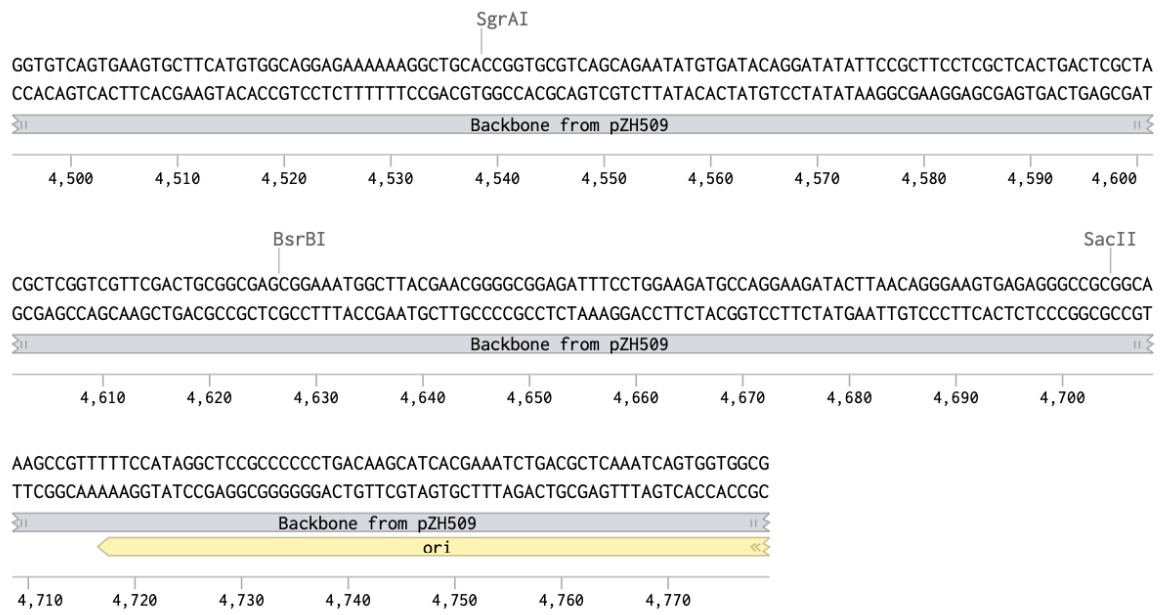 SgrAI
GGTGTCAGTGAAGTGCTTCATGTGGCAGGAGAAAAAAGGCTGCACCGGTGCGTCAGCAGAATATGTGATACAGGATATATTCCGCTTCCTCGCTCACTGACTCGCTA
CCACAGTCACTTCACGAAGTACACCGTCCTCTTTTTTCCGACGTGGCCACGCAGTCGTCTTATACACTATGTCCTATATAAGGCGAAGGAGCGAGTGACTGAGCGAT
Backbone from pZH509
4,500 4,510 4,520 4,530 4,540 4,550 4,560 4,570 4,580 4,590 4,600
BsrBI SacII
CGCTCGGTCGTTCGACTGCGGCGAGCGGAAATGGCTTACGAACGGGGCGGAGATTTCCTGGAAGATGCCAGGAAGATACTTAACAGGGAAGTGAGAGGGCCGCGGCA
GCGAGCCAGCAAGCTGACGCCGCTCGCCTTTACCGAATGCTTGCCCCGCCTCTAAAGGACCTTCTACGGTCCTTCTATGAATTGTCCCTTCACTCTCCCGGCGCCGT
Backbone from pZH509
4,610 4,620 4,630 4,640 4,650 4,660 4,670 4,680 4,690 4,700
AAGCCGTTTTTCCATAGGCTCCGCCCCCCTGACAAGCATCACGAAATCTGACGCTCAAATCAGTGGTGGCG
TTCGGCAAAAAGGTATCCGAGGCGGGGGGACTGTTCGTAGTGCTTTAGACTGCGAGTTTAGTCACCACCGC
Backbone from pZH509
ori
4,710 4,720 4,730 4,740 4,750 4,760 4,770